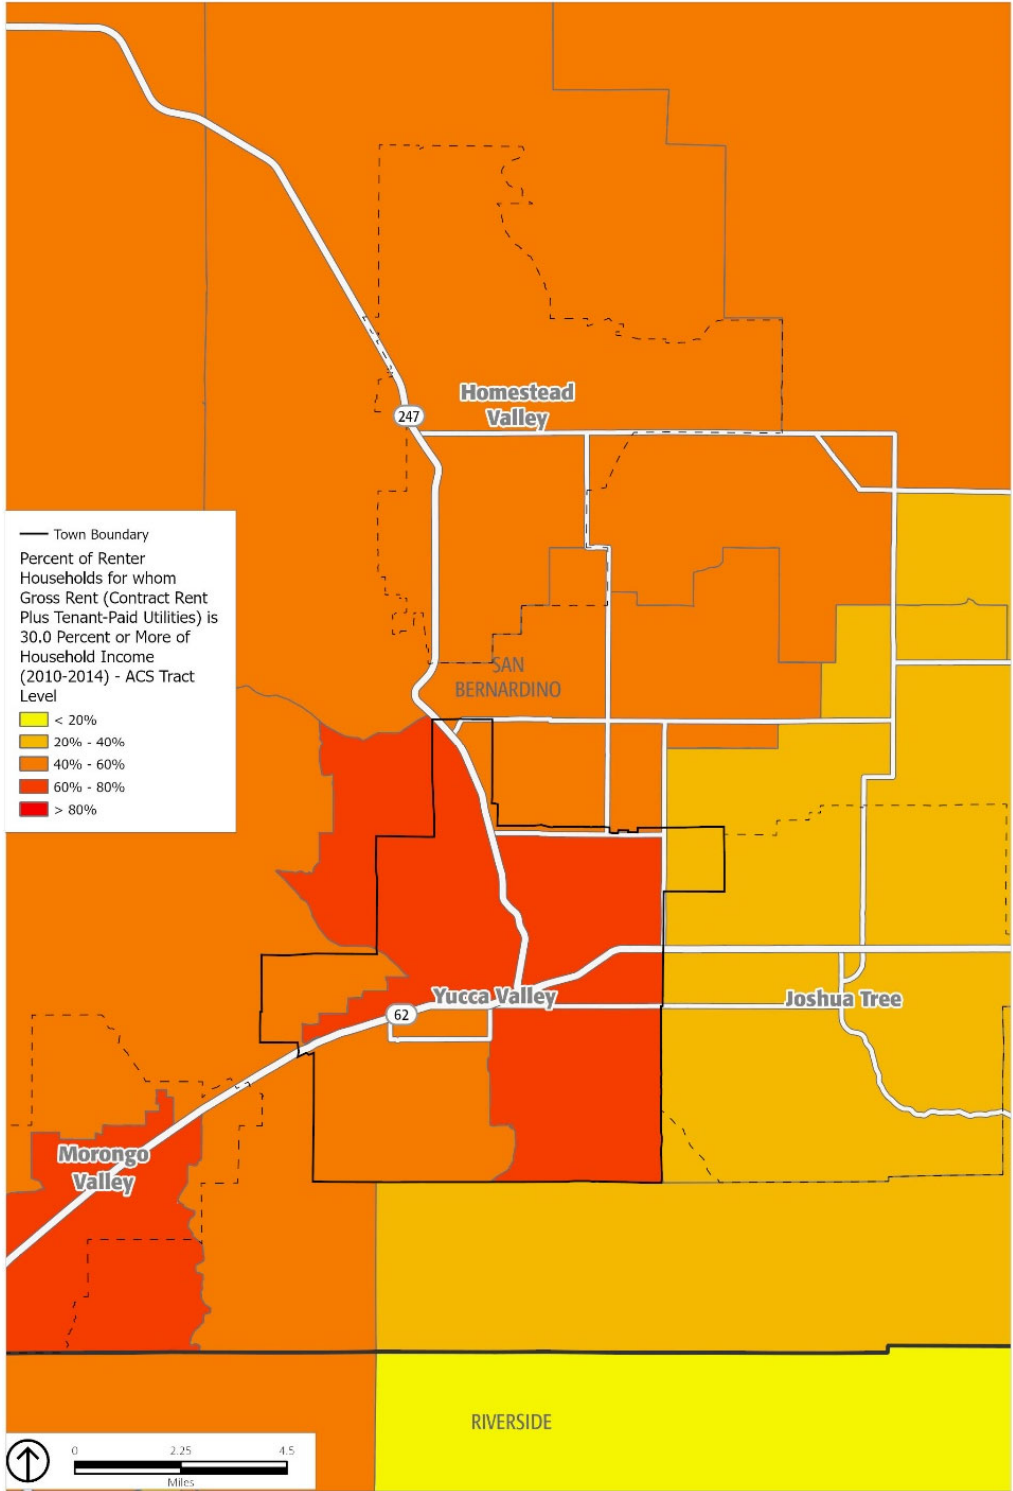 Homestead
Valley
247
Town Boundary
Percent of Renter
Households for whom
Gross Rent (Contract Rent
Plus Tenant-Paid Utilities) is
30.0 Percent or More of
Household Income
(2010-2014) - ACS Tract
Level
< 20%
20% - 40%
40% - 60%
60% - 80%
> 80%
SAN
BERNARDINO
Yucca Valley
Joshua Tree
62
Morongo
Valley
RIVERSIDE
0 2.25 4.5
Miles